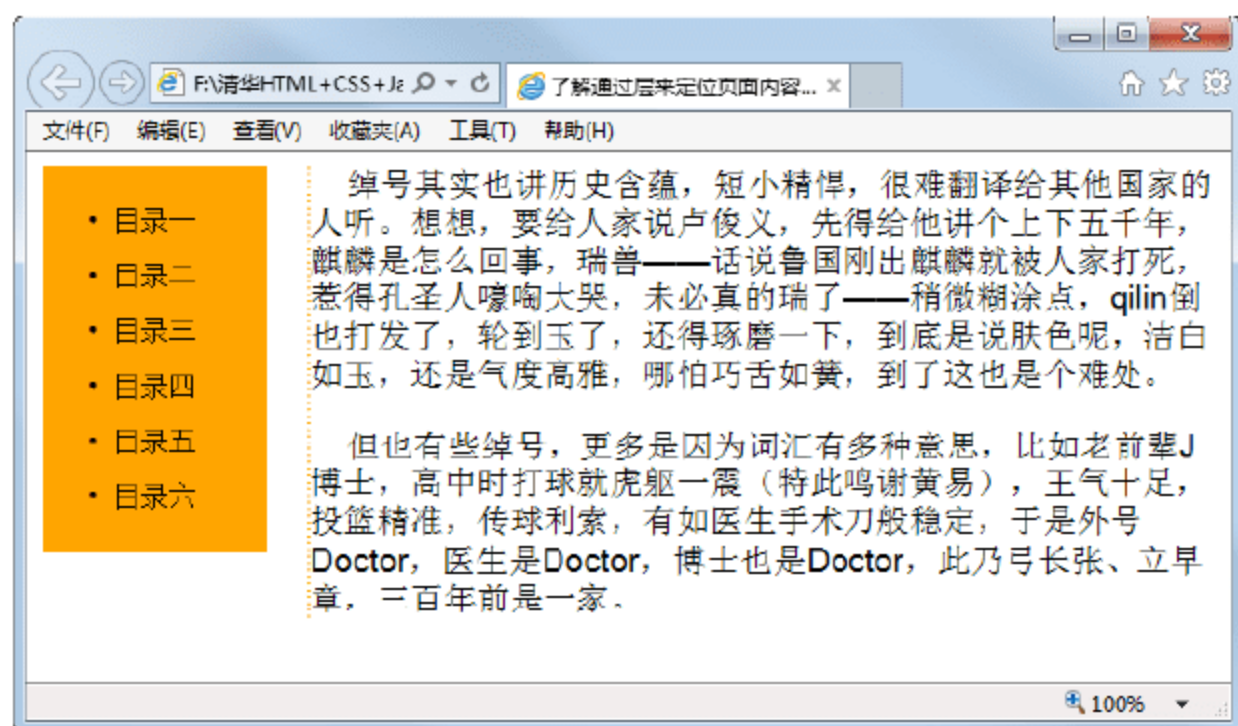 F:\清华HTML+CSS+Ja
了解通过层来定位页面内容...
文件(F) 编辑(E) 查看(V) 收藏夹(A) 工具(T) 帮助(H)
• 目录一
• 目录二
• 目录三
• 目录四
• 目录五
• 目录六
绰号其实也讲历史含蕴，短小精悍，很难翻译给其他国家的
人听。想想，要给人家说卢俊义，先得给他讲个上下五千年，
麒麟是怎么回事，瑞兽——话说鲁国刚出麒麟就被人家打死，
惹得孔圣人嚎啕大哭，未必真的瑞了——稍微糊涂点，qilin倒
也打发了，轮到玉了，还得琢磨一下，到底是说肤色呢，洁白
如玉，还是气度高雅，哪怕巧舌如簧，到了这也是个难处。
但也有些绰号，更多是因为词汇有多种意思，比如老前辈J
博士，高中时打球就虎躯一震（特此鸣谢黄易），王气十足，
投篮精准，传球利索，有如医生手术刀般稳定，于是外号
Doctor，医生是Doctor，博士也是Doctor，此乃弓长张、立早
章，三百年前是一家。
100%